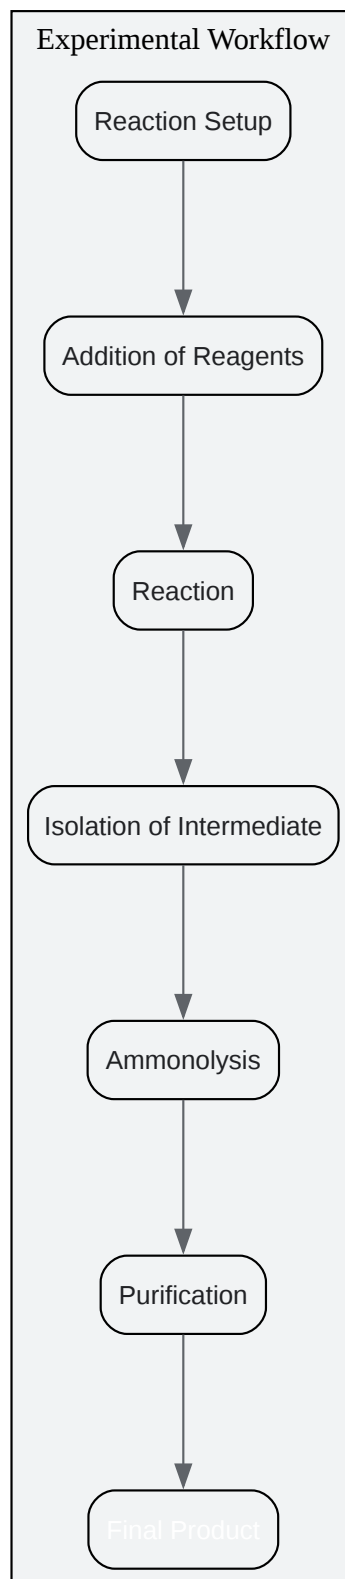 Experimental Workflow
Reaction Setup
Addition of Reagents
Reaction
Isolation of Intermediate
Ammonolysis
Purification
Final Product